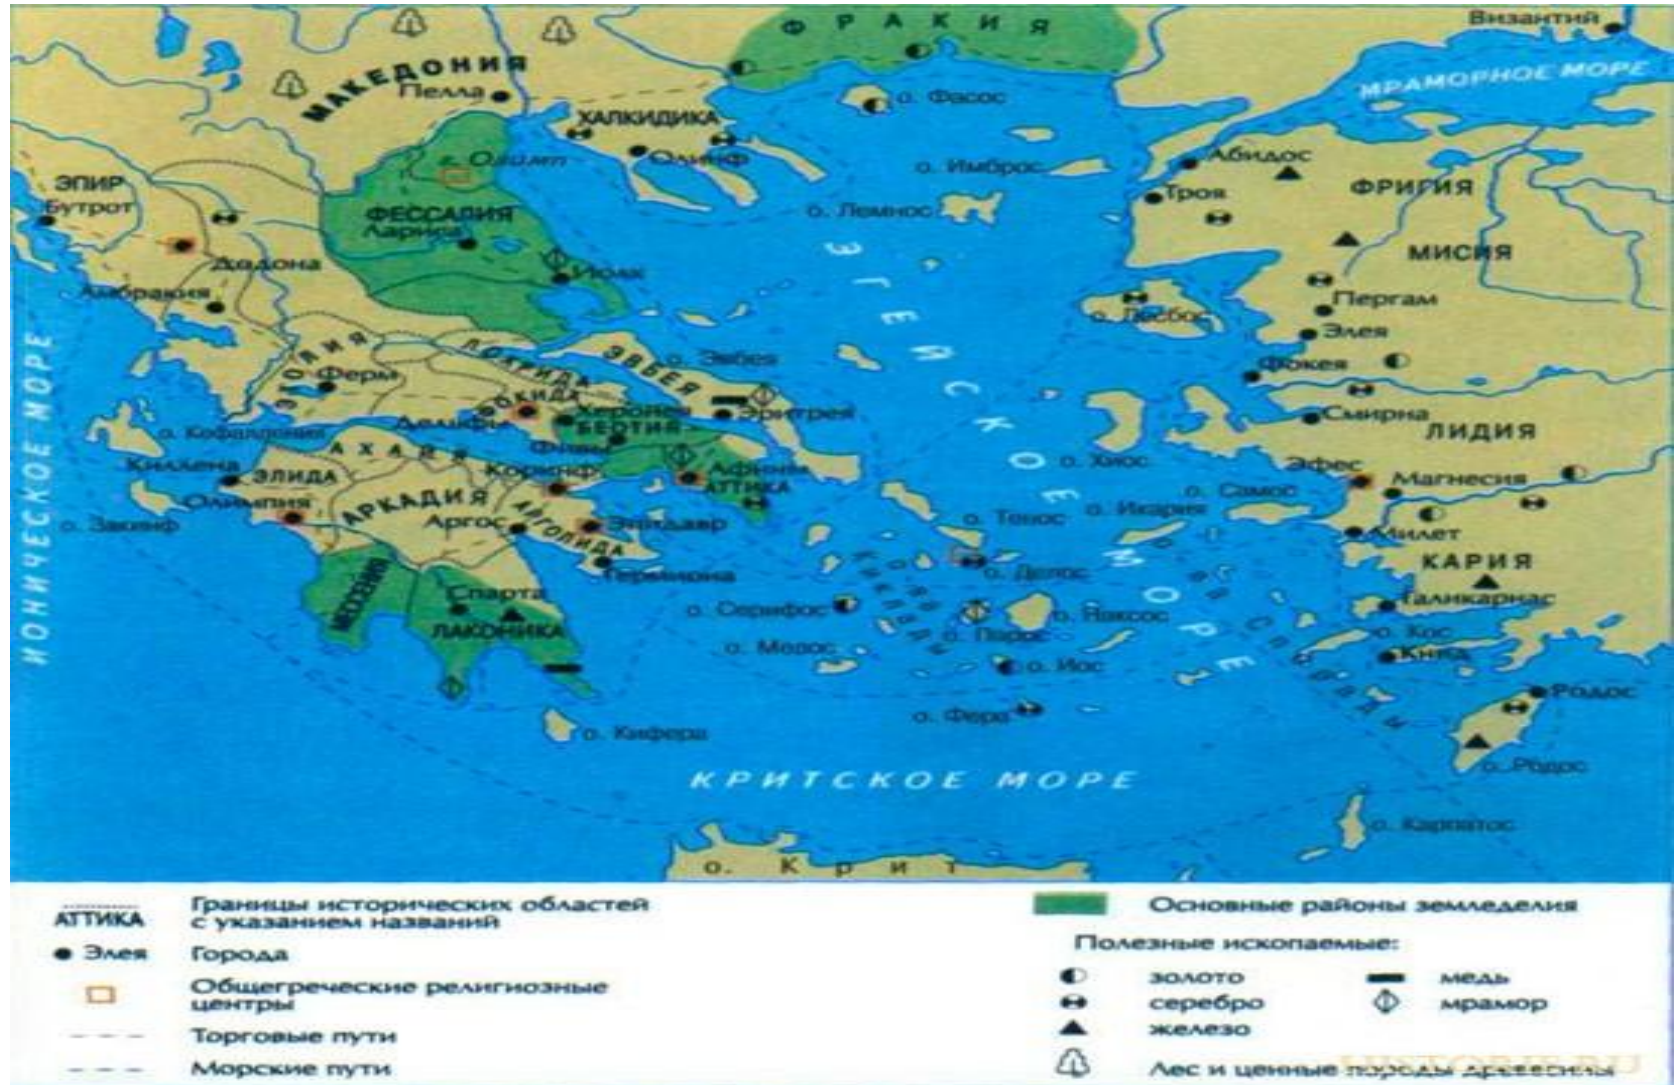 ФРАКИЯ
Византий
МРАМОРНОЕ МОРЕ
МАКЕДОНИЯ
Пелла
ХАЛКИДИКА
Олинф
о. Фасос
о. Имброс
о. Лемнос
г. Олимп
ЭПИР
Бутрот
Додона
Амбракия
ФЕССАЛИЯ
Лариса
Иолк
Абидос
Троя
ФРИГИЯ
МИСИЯ
Пергам
Элея
о. Лесбос
Фокея
Смирна
ЛИДИЯ
ЭГЕЙСКОЕ МОРЕ
ИОНИЧЕСКОЕ МОРЕ
ЭТОЛИЯ
Ферм
ЛОКРИДА
ЭВБЕЯ
о. Эвбея
Эритрея
ФОКИДА
Дельфы
Херонея
БЕОТИЯ
Фивы
о. Кефалления
АХАЙЯ
Киллена
ЭЛИДА
Олимпия
о. Закинф
АРКАДИЯ
Коринф
Афины
АТТИКА
Аргос
АРГОЛИДА
Эпидавр
Гермиона
МЕССЕНИЯ
Спарта
ЛАКОНИКА
о. Кифера
о. Хиос
о. Самос
о. Икария
о. Тенос
о. Делос
о. Серифос
о. Наксос
о. Парос
о. Мелос
о. Иос
о. Фера
Эфес
Магнесия
Милет
КАРИЯ
Галикарнас
о. Кос
Книд
Родос
о. Родос
о. Карпатос
КРИТСКОЕ МОРЕ
о. Крит
АТТИКА
Границы исторических областей
с указанием названий
Элея
Города
Общегреческие религиозные
центры
Торговые пути
Морские пути
Основные районы земледелия
Полезные ископаемые:
золото
медь
серебро
мрамор
железо
Лес и ценные породы древесины